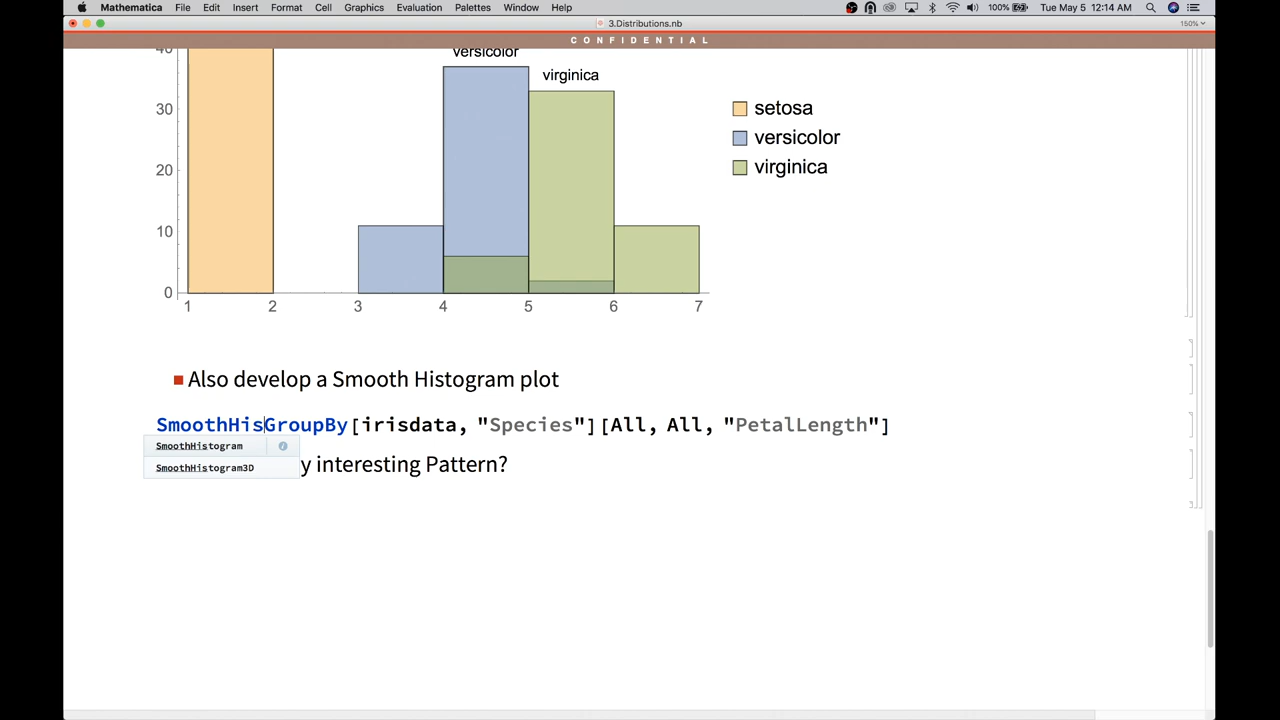 Mathematica File Edit Insert Format Cell Graphics Evaluation Palettes Window Help 100% Tue May 5 12:14 AM
3.Distributions.nb 150%
CONFIDENTIAL
40
versicolor
virginica
30
20
10
0
1 2 3 4 5 6 7
setosa
versicolor
virginica
Also develop a Smooth Histogram plot
SmoothHisGroupBy[irisdata, "Species"][All, All, "PetalLength"]
SmoothHistogram
SmoothHistogram3D
y interesting Pattern?